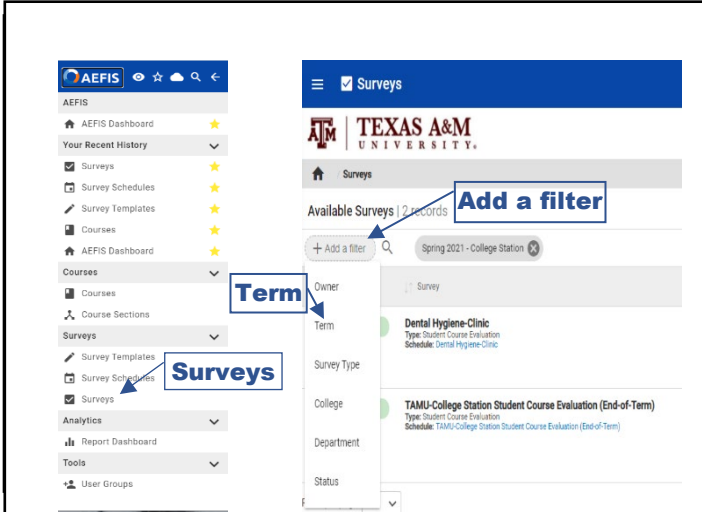 AEFIS
AEFIS
AEFIS Dashboard
Your Recent History
Surveys
Survey Schedules
Survey Templates
Courses
AEFIS Dashboard
Courses
Courses
Course Sections
Surveys
Survey Templates
Survey Schedules
Surveys
Analytics
Report Dashboard
Tools
User Groups
Surveys
Term
Surveys
ĀM TEXAS A&M
UNIVERSITY®
Surveys
Available Surveys | 2 records
Add a filter
+ Add a filter
Spring 2021 - College Station
Owner
Term
Survey Type
College
Department
Status
Survey
Dental Hygiene-Clinic
Type: Student Course Evaluation
Schedule: Dental Hygiene-Clinic
TAMU-College Station Student Course Evaluation (End-of-Term)
Type: Student Course Evaluation
Schedule: TAMU-College Station Student Course Evaluation (End-of-Term)